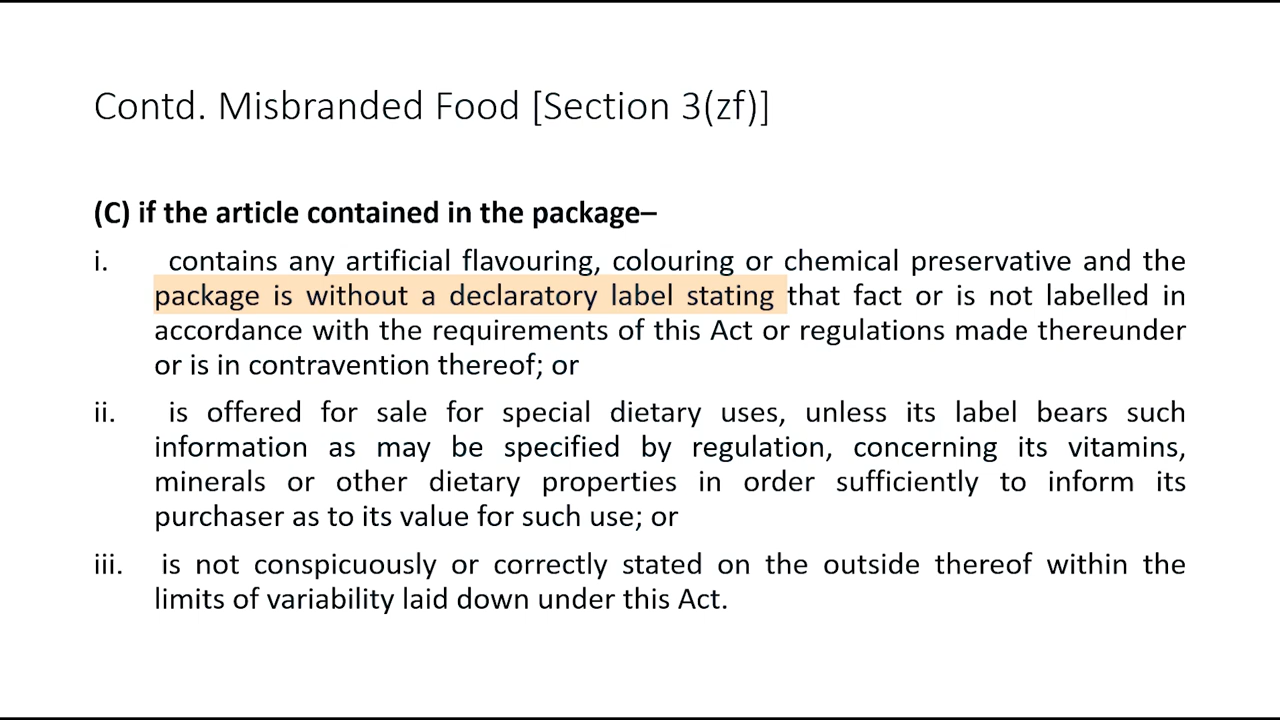 Contd. Misbranded Food [Section 3(zf)]
(C) if the article contained in the package–
i. contains any artificial flavouring, colouring or chemical preservative and the
package is without a declaratory label stating that fact or is not labelled in
accordance with the requirements of this Act or regulations made thereunder
or is in contravention thereof; or
ii. is offered for sale for special dietary uses, unless its label bears such
information as may be specified by regulation, concerning its vitamins,
minerals or other dietary properties in order sufficiently to inform its
purchaser as to its value for such use; or
iii. is not conspicuously or correctly stated on the outside thereof within the
limits of variability laid down under this Act.